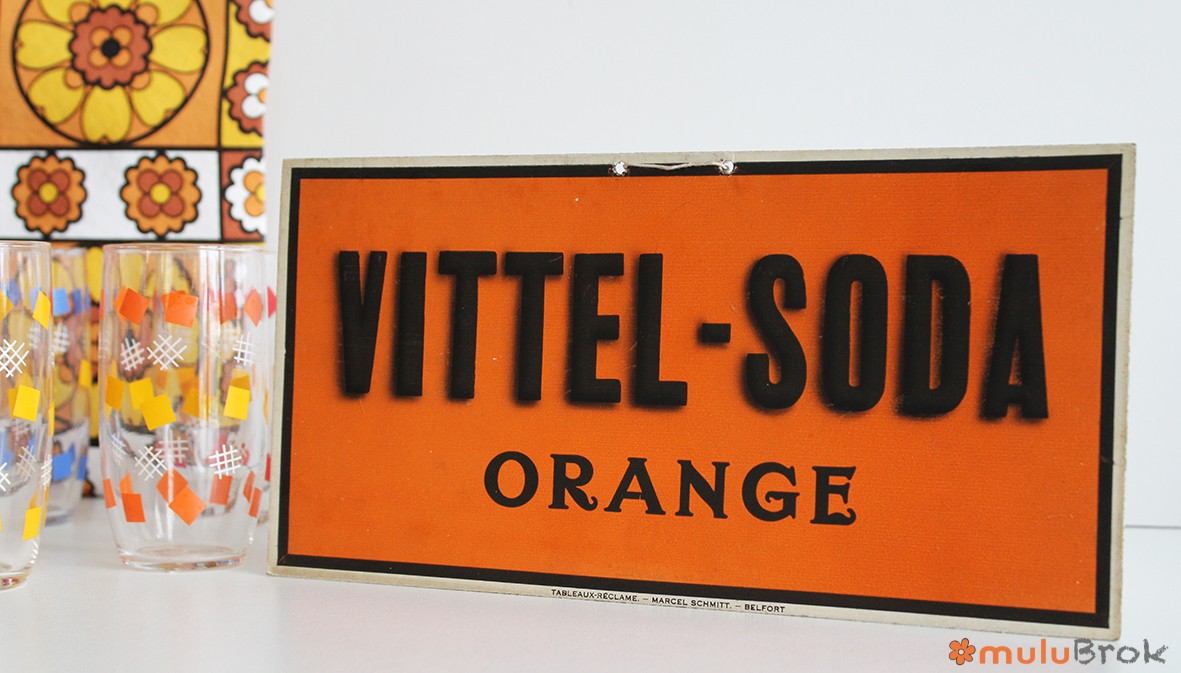 VITTEL-SODA
ORANGE
TABLEAUX-RÉCLAME. — MARCEL SCHMITT. — BELFORT
muluBrok